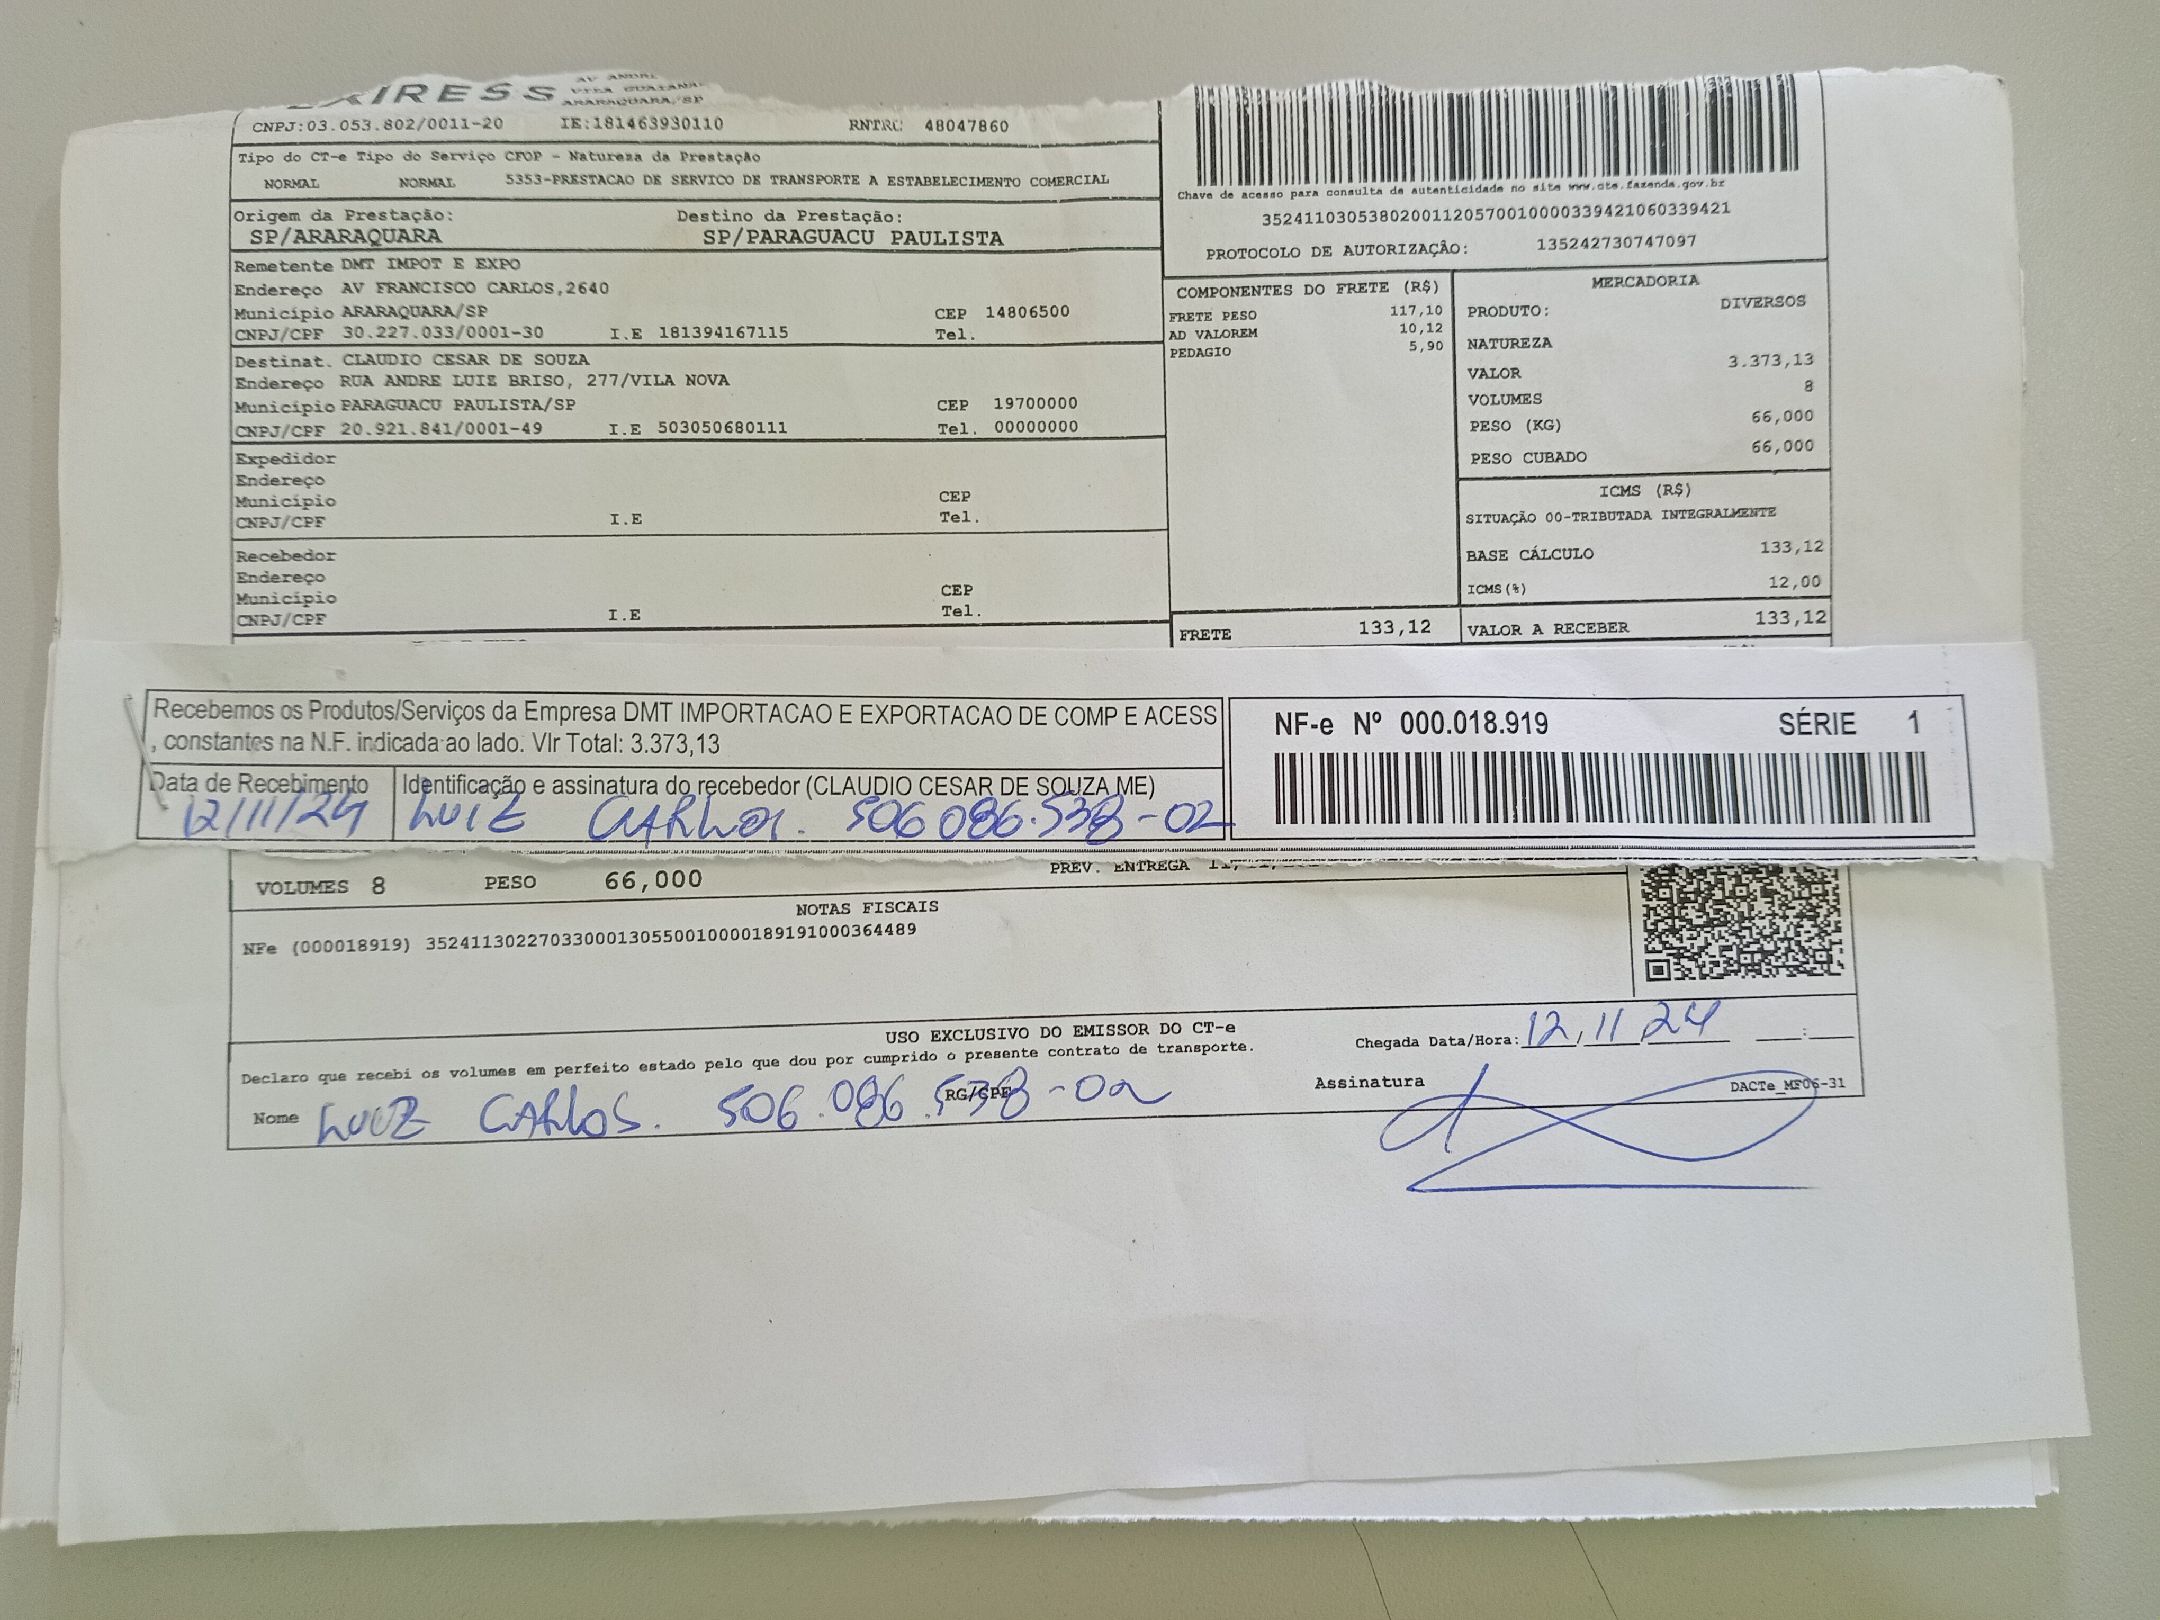 AV ANDRE
ARARAQUARA/SP
CNPJ:03.053.802/0011-20 IE:181463930110 RNTRC 48047860
Tipo do CT-e Tipo do Serviço CFOP - Natureza da Prestação
NORMAL NORMAL 5353-PRESTACAO DE SERVICO DE TRANSPORTE A ESTABELECIMENTO COMERCIAL
Origem da Prestação: Destino da Prestação:
SP/ARARAQUARA SP/PARAGUACU PAULISTA
Remetente DMT IMPOT E EXPO
Endereço AV FRANCISCO CARLOS,2640
Município ARARAQUARA/SP CEP 14806500
CNPJ/CPF 30.227.033/0001-30 I.E 181394167115 Tel.
Destinat. CLAUDIO CESAR DE SOUZA
Endereço RUA ANDRE LUIZ BRISO, 277/VILA NOVA
Município PARAGUACU PAULISTA/SP CEP 19700000
CNPJ/CPF 20.921.841/0001-49 I.E 503050680111 Tel. 00000000
Expedidor
Endereço
Município CEP
CNPJ/CPF I.E Tel.
Recebedor
Endereço
Município CEP
CNPJ/CPF I.E Tel.
Chave de acesso para consulta de autenticidade no site www.cte.fazenda.gov.br
35241103053802001120570010000339421060339421
PROTOCOLO DE AUTORIZAÇÃO: 135242730747097
COMPONENTES DO FRETE (R$)
FRETE PESO 117,10
AD VALOREM 10,12
PEDAGIO 5,90
FRETE 133,12
MERCADORIA
PRODUTO: DIVERSOS
NATUREZA
VALOR 3.373,13
VOLUMES 8
PESO (KG) 66,000
PESO CUBADO 66,000
ICMS (R$)
SITUAÇÃO 00-TRIBUTADA INTEGRALMENTE
BASE CÁLCULO 133,12
ICMS(%) 12,00
VALOR A RECEBER 133,12
Recebemos os Produtos/Serviços da Empresa DMT IMPORTACAO E EXPORTACAO DE COMP E ACESS
, constantes na N.F. indicada ao lado. Vlr Total: 3.373,13
Data de Recebimento Identificação e assinatura do recebedor (CLAUDIO CESAR DE SOUZA ME)
12/11/24 LUIZ CARLOS. 506 086.538-02
NF-e Nº 000.018.919 SÉRIE 1
VOLUMES 8 PESO 66,000 PREV. ENTREGA
NOTAS FISCAIS
NFe (000018919) 35241130227033000130550010000189191000364489
USO EXCLUSIVO DO EMISSOR DO CT-e
Declaro que recebi os volumes em perfeito estado pelo que dou por cumprido o presente contrato de transporte.
Nome LUIZ CARLOS. RG/CPF 506.086.538-02
Chegada Data/Hora: 12/11/24 __:__
Assinatura DACTe_MF06-31